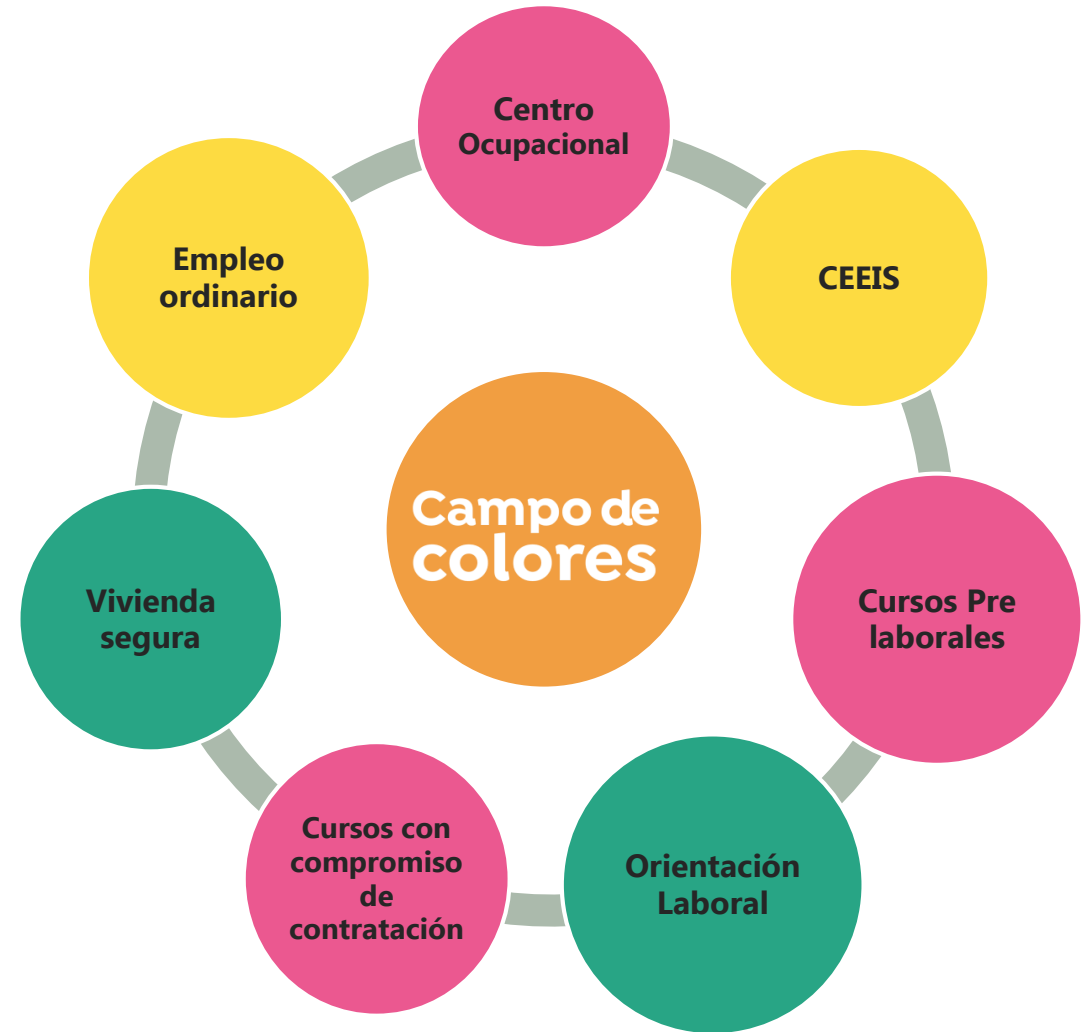 Centro
Ocupacional
CEEIS
Cursos Pre
laborales
Orientación
Laboral
Cursos con
compromiso
de
contratación
Vivienda
segura
Empleo
ordinario
Campo de
colores